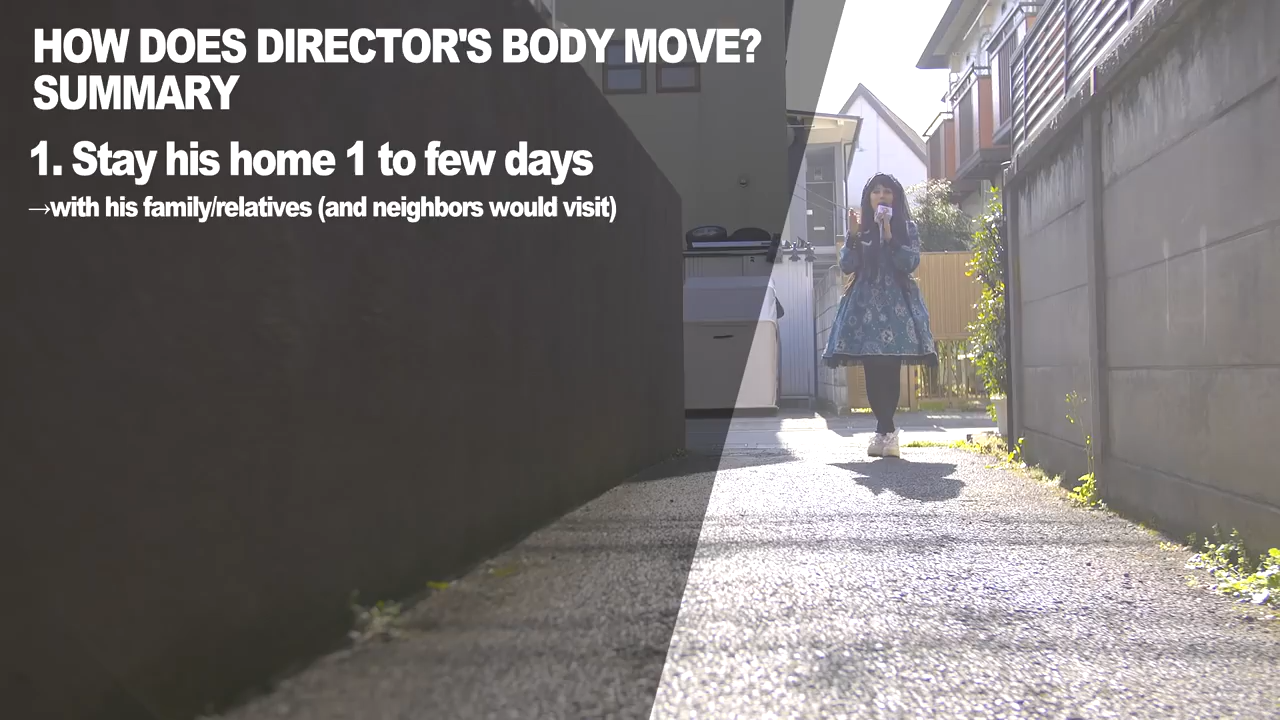 HOW DOES DIRECTOR'S BODY MOVE?
SUMMARY
1. Stay his home 1 to few days
→with his family/relatives (and neighbors would visit)